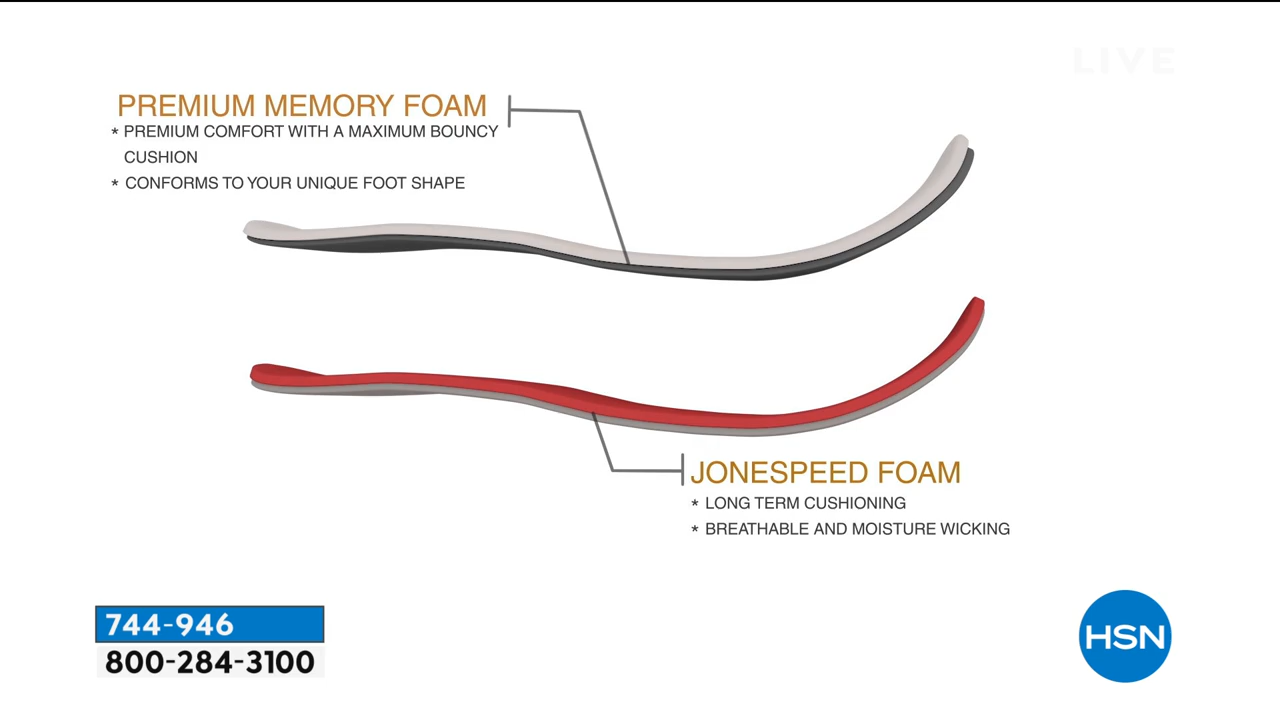 LIVE
PREMIUM MEMORY FOAM
* PREMIUM COMFORT WITH A MAXIMUM BOUNCY
CUSHION
* CONFORMS TO YOUR UNIQUE FOOT SHAPE
JONESPEED FOAM
* LONG TERM CUSHIONING
* BREATHABLE AND MOISTURE WICKING
744-946
800-284-3100
HSN